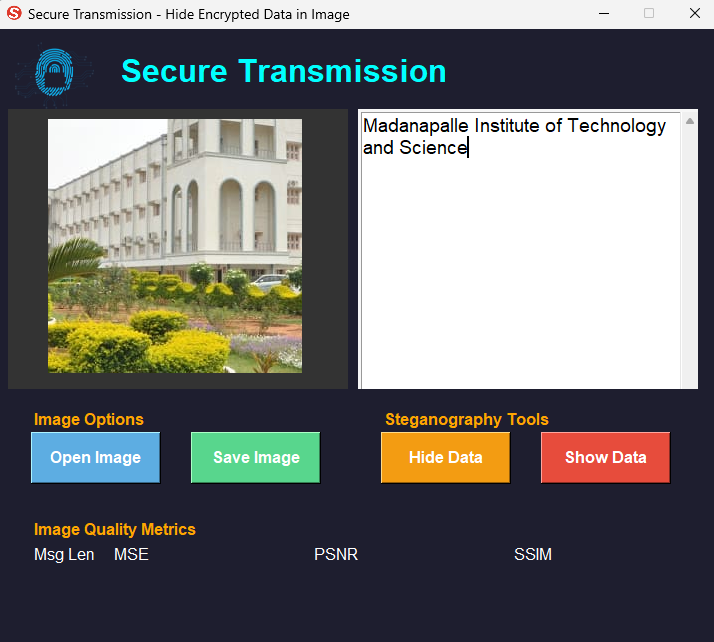 Secure Transmission - Hide Encrypted Data in Image
Secure Transmission
Madanapalle Institute of Technology
and Science
Image Options
Steganography Tools
Open Image
Save Image
Hide Data
Show Data
Image Quality Metrics
Msg Len MSE PSNR SSIM